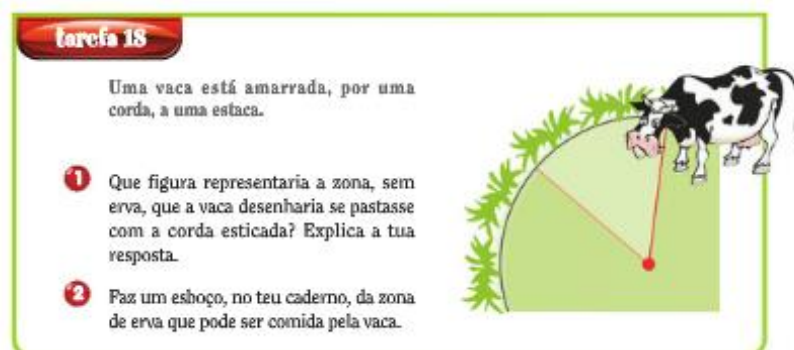 tarefa 18
Uma vaca está amarrada, por uma
corda, a uma estaca.
1 Que figura representaria a zona, sem
erva, que a vaca desenharia se pastasse
com a corda esticada? Explica a tua
resposta.
2 Faz um esboço, no teu caderno, da zona
de erva que pode ser comida pela vaca.